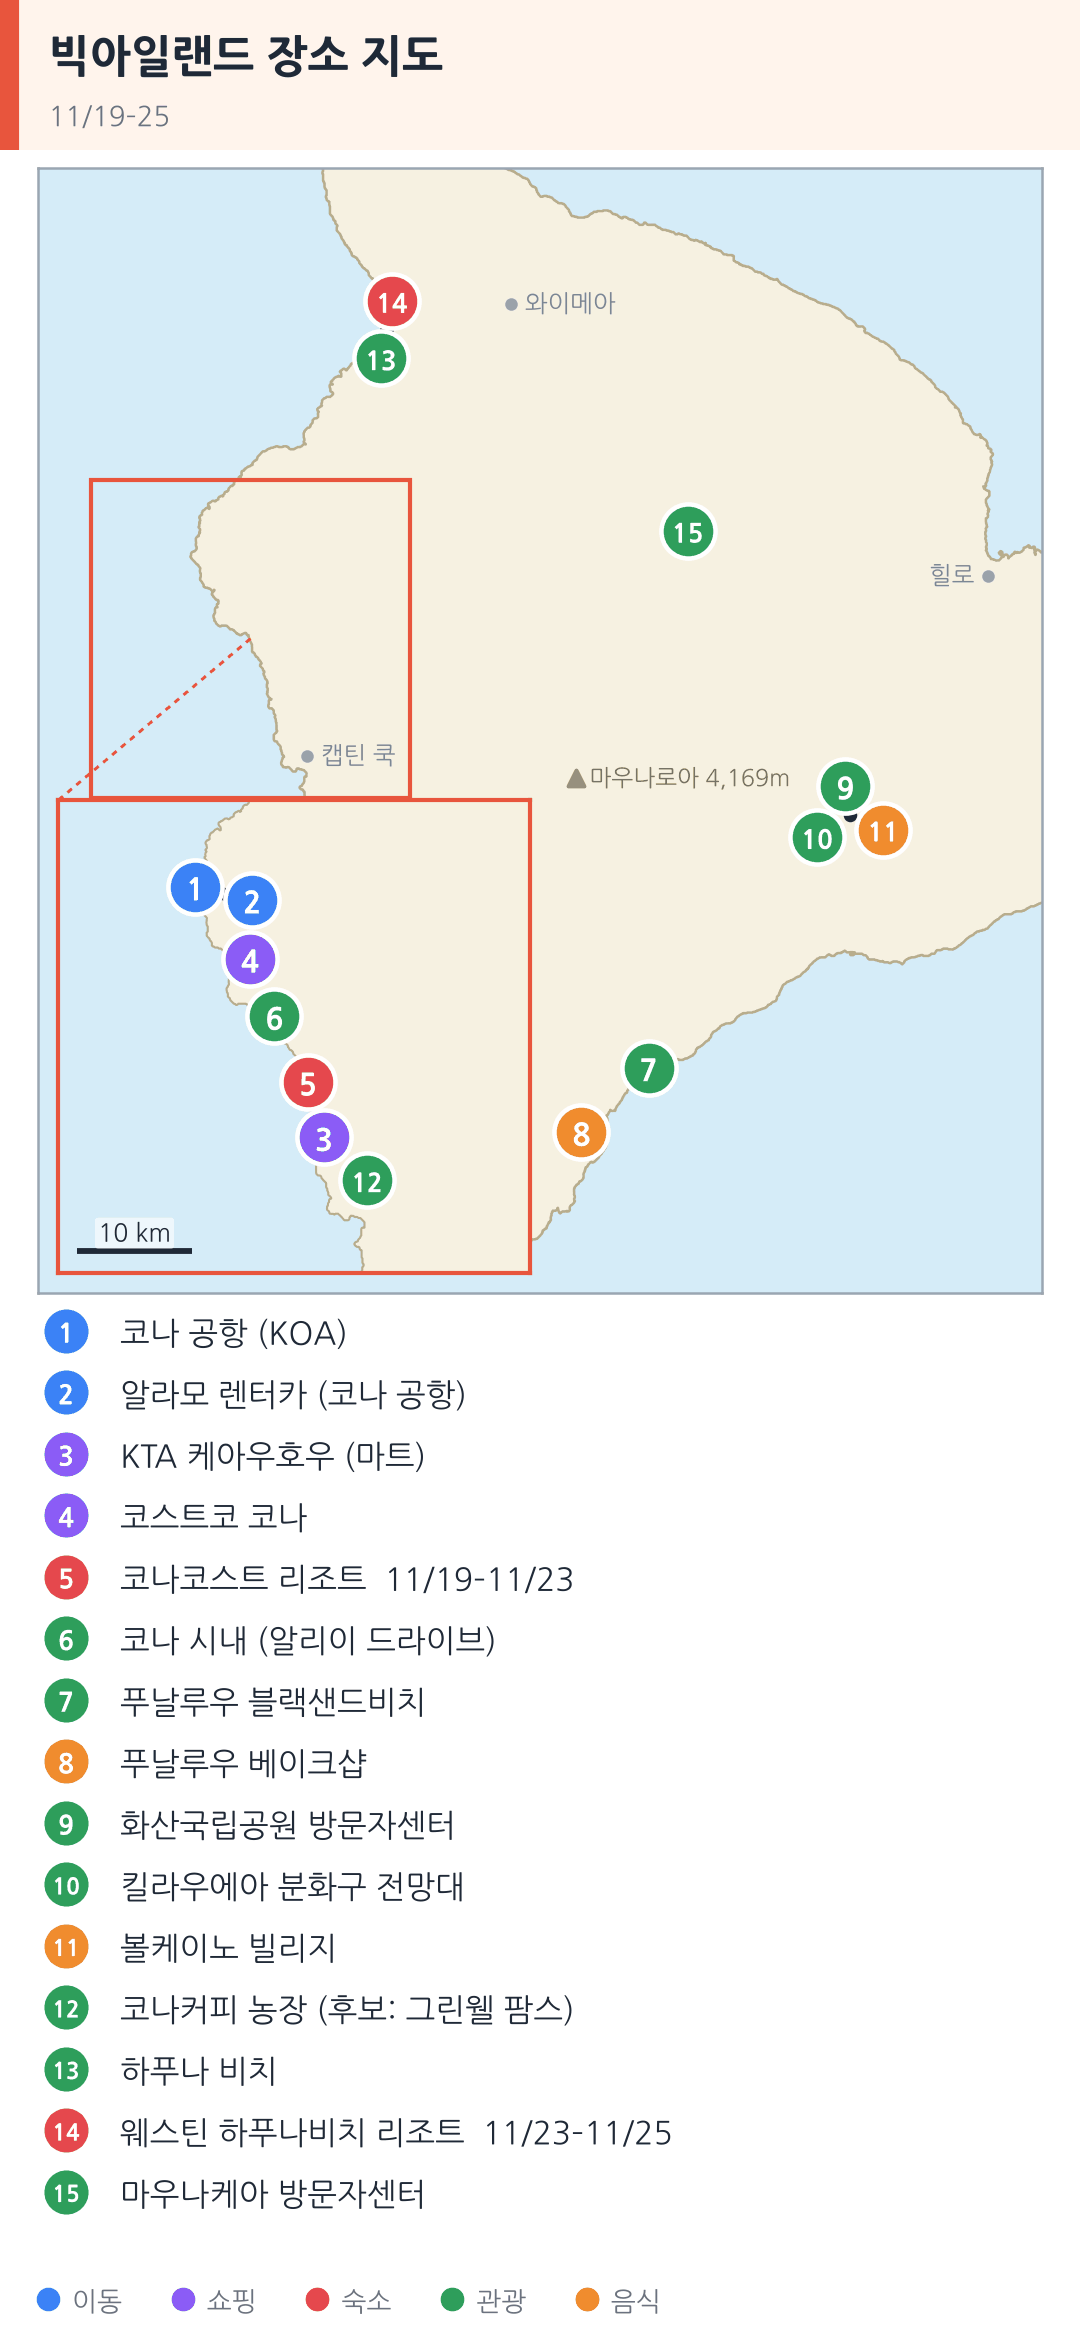 빅아일랜드 장소 지도
11/19-25
14
와이메아
13
15
힐로
캡틴 쿡
마우나로아 4,169m
9
10
11
1
2
4
6
5
3
12
7
8
10 km
1 코나 공항 (KOA)
2 알라모 렌터카 (코나 공항)
3 KTA 케아우호우 (마트)
4 코스트코 코나
5 코나코스트 리조트 11/19-11/23
6 코나 시내 (알리이 드라이브)
7 푸날루우 블랙샌드비치
8 푸날루우 베이크샵
9 화산국립공원 방문자센터
10 킬라우에아 분화구 전망대
11 볼케이노 빌리지
12 코나커피 농장 (후보: 그린웰 팜스)
13 하푸나 비치
14 웨스틴 하푸나비치 리조트 11/23-11/25
15 마우나케아 방문자센터
이동 쇼핑 숙소 관광 음식